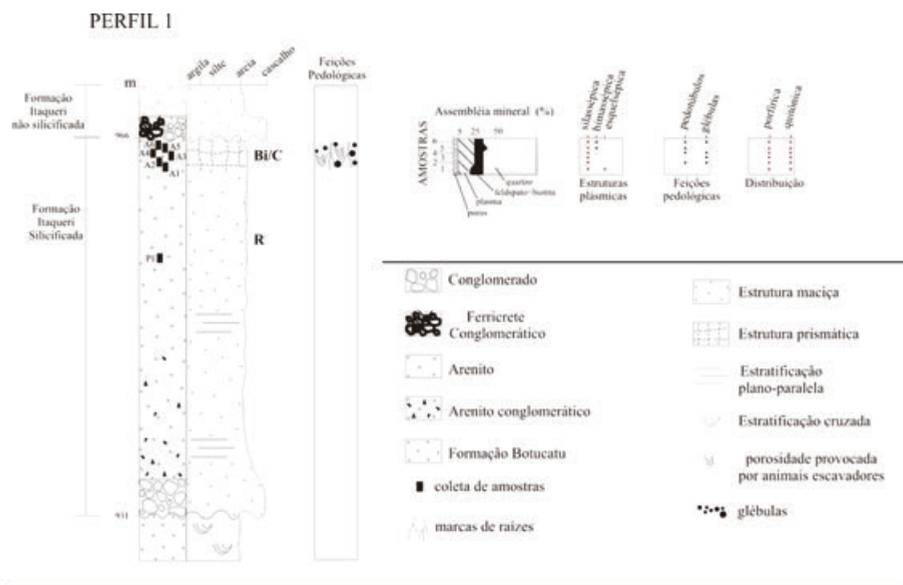 PERFIL 1
argila
silte
areia
cascalho
Feições
Pedológicas
m
Formação
Itaqueri
não silicificada
966
A6
A5
A4
A3
A2
A1
Bi/C
Formação
Itaqueri
Silicificada
R
P1
931
Assembléia mineral (%)
5 25 50
AMOSTRAS
quartzo
feldspato+biotita
plasma
poros
silassépica
bimassépica
esquelsépica
Estruturas
plásmicas
pedotúbulos
glébulas
Feições
pedológicas
porfírica
quitônica
Distribuição
Conglomerado
Ferricrete
Conglomerático
Arenito
Arenito conglomerático
Formação Botucatu
coleta de amostras
marcas de raízes
Estrutura maciça
Estrutura prismática
Estratificação
plano-paralela
Estratificação cruzada
porosidade provocada
por animais escavadores
glébulas